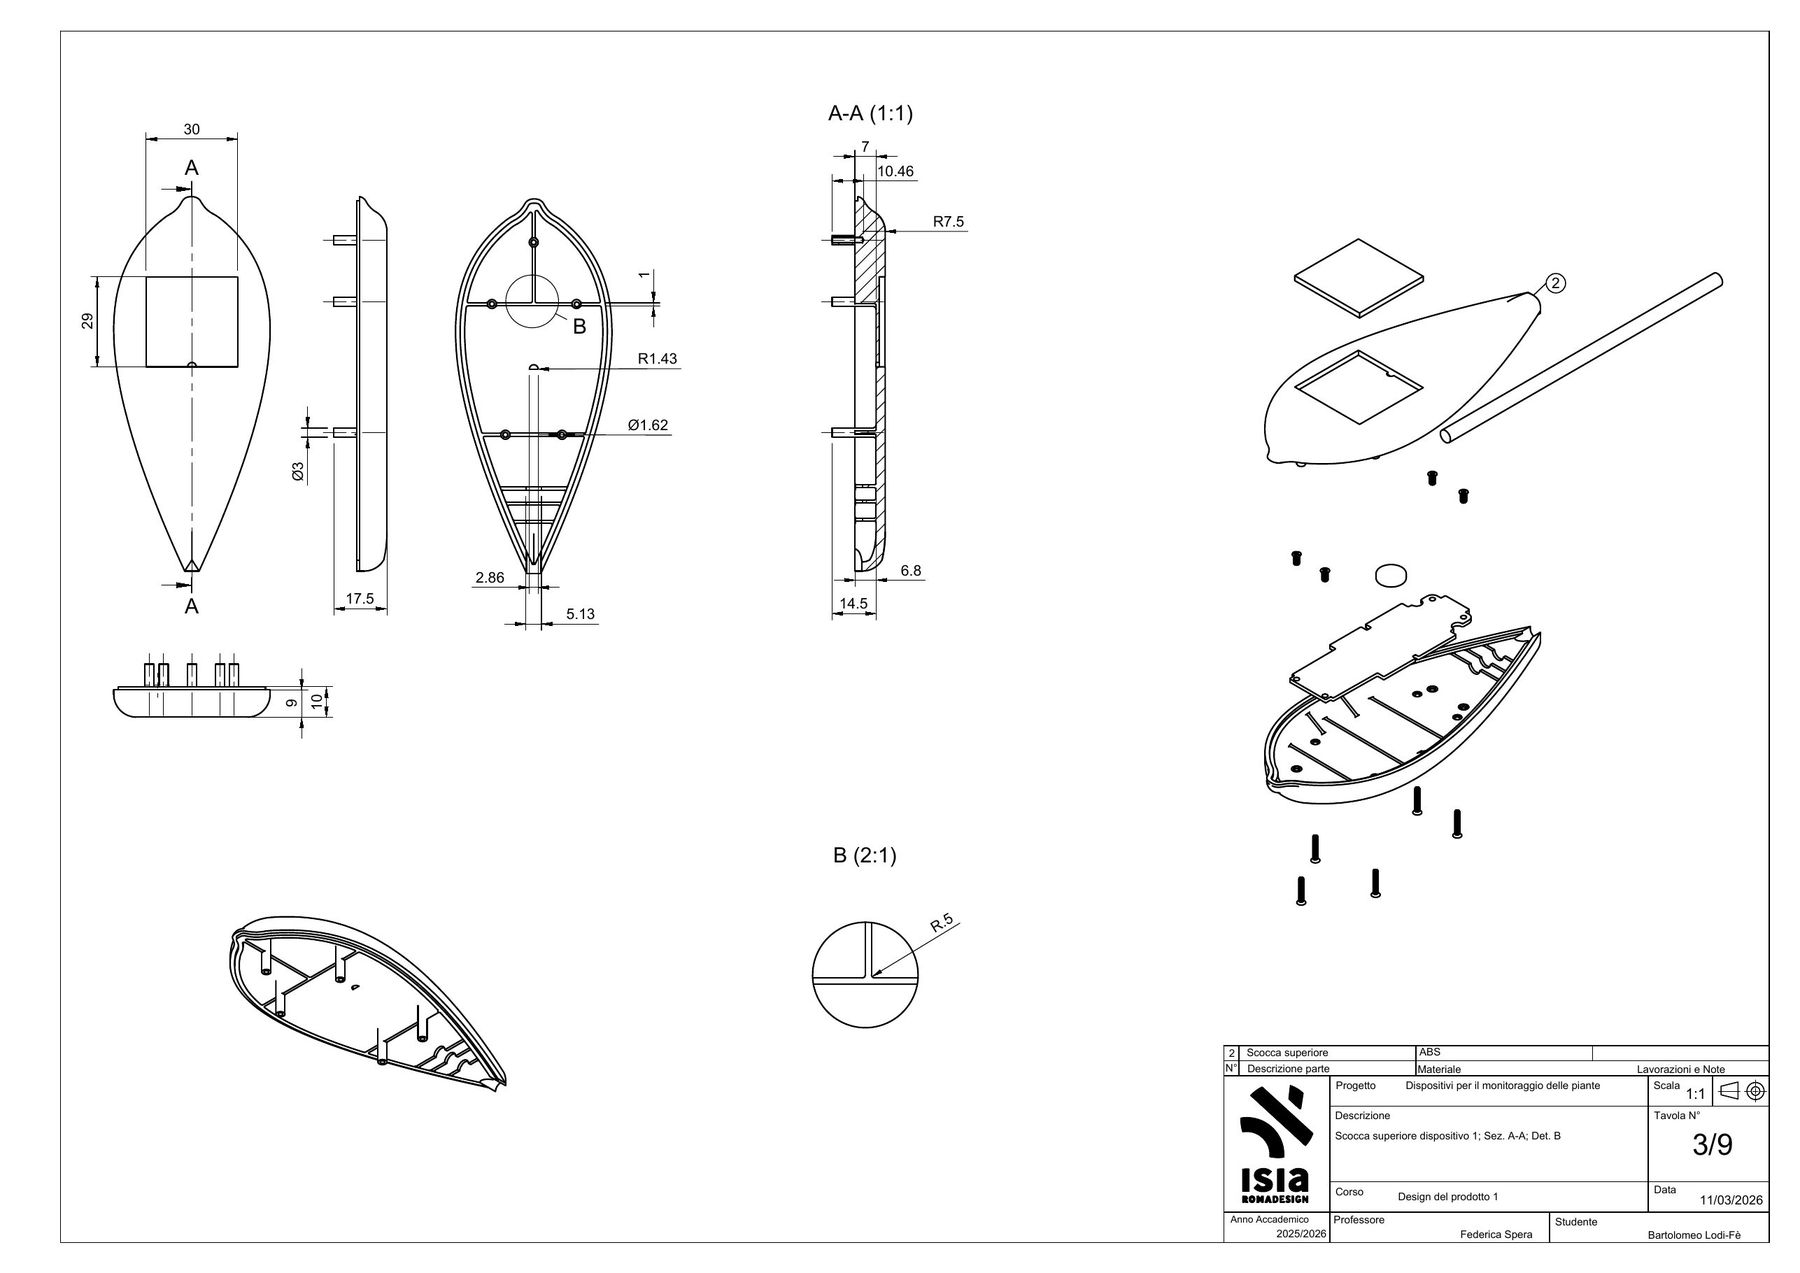 A-A (1:1)
30
7
A
10.46
R7.5
1
29
B
R1.43
Ø1.62
Ø3
2.86
6.8
17.5
14.5
5.13
A
9
10
2
B (2:1)
R.5
2 Scocca superiore ABS
N° Descrizione parte Materiale Lavorazioni e Note
Progetto Dispositivi per il monitoraggio delle piante Scala 1:1
Descrizione Tavola N°
Scocca superiore dispositivo 1; Sez. A-A; Det. B 3/9
ISIA
ROMADESIGN
Corso Design del prodotto 1 Data 11/03/2026
Anno Accademico Professore Studente
2025/2026 Federica Spera Bartolomeo Lodi-Fè